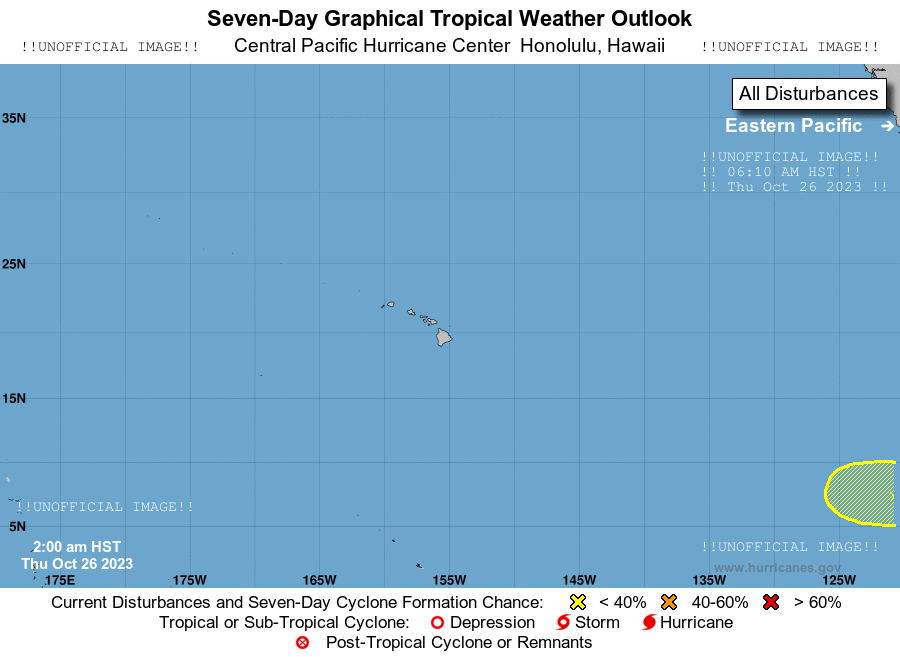 Seven-Day Graphical Tropical Weather Outlook
!!UNOFFICIAL IMAGE!! Central Pacific Hurricane Center Honolulu, Hawaii !!UNOFFICIAL IMAGE!!
All Disturbances
35N
Eastern Pacific
!!UNOFFICIAL IMAGE!!
!! 06:10 AM HST !!
!! Thu Oct 26 2023 !!
25N
15N
!!UNOFFICIAL IMAGE!!
5N
2:00 am HST
Thu Oct 26 2023
!!UNOFFICIAL IMAGE!!
www.hurricanes.gov
175E 175W 165W 155W 145W 135W 125W
Current Disturbances and Seven-Day Cyclone Formation Chance: < 40% 40-60% > 60%
Tropical or Sub-Tropical Cyclone: Depression Storm Hurricane
Post-Tropical Cyclone or Remnants